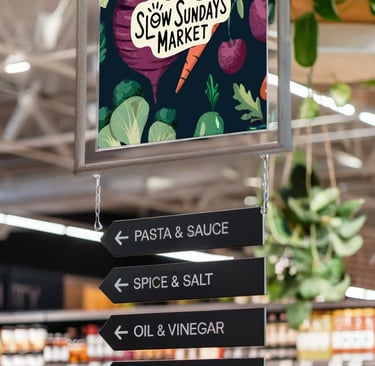 SLOW SUNDAYS
MARKET
← PASTA & SAUCE
← SPICE & SALT
← OIL & VINEGAR